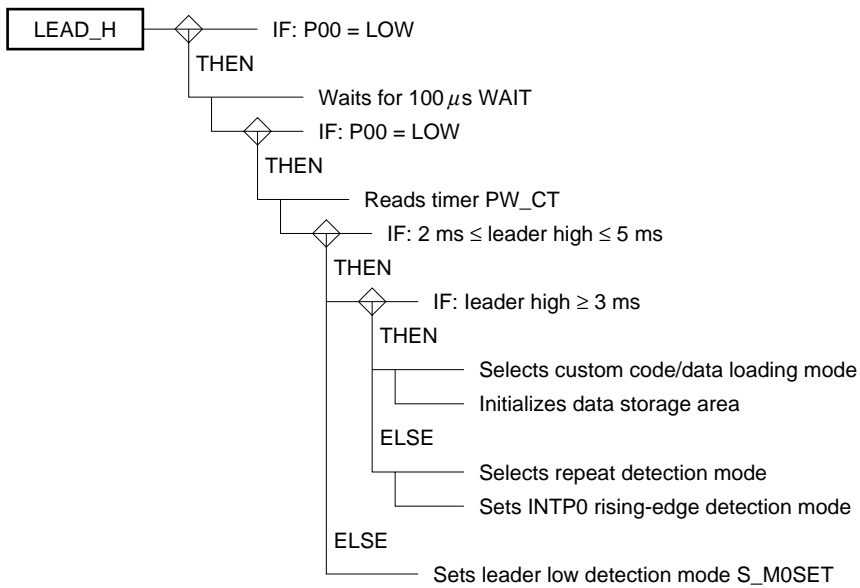 LEAD_H
IF: P00 = LOW
THEN
Waits for 100 μs WAIT
IF: P00 = LOW
THEN
Reads timer PW_CT
IF: 2 ms ≤ leader high ≤ 5 ms
THEN
IF: leader high ≥ 3 ms
THEN
Selects custom code/data loading mode
Initializes data storage area
ELSE
Selects repeat detection mode
Sets INTP0 rising-edge detection mode
ELSE
Sets leader low detection mode S_M0SET